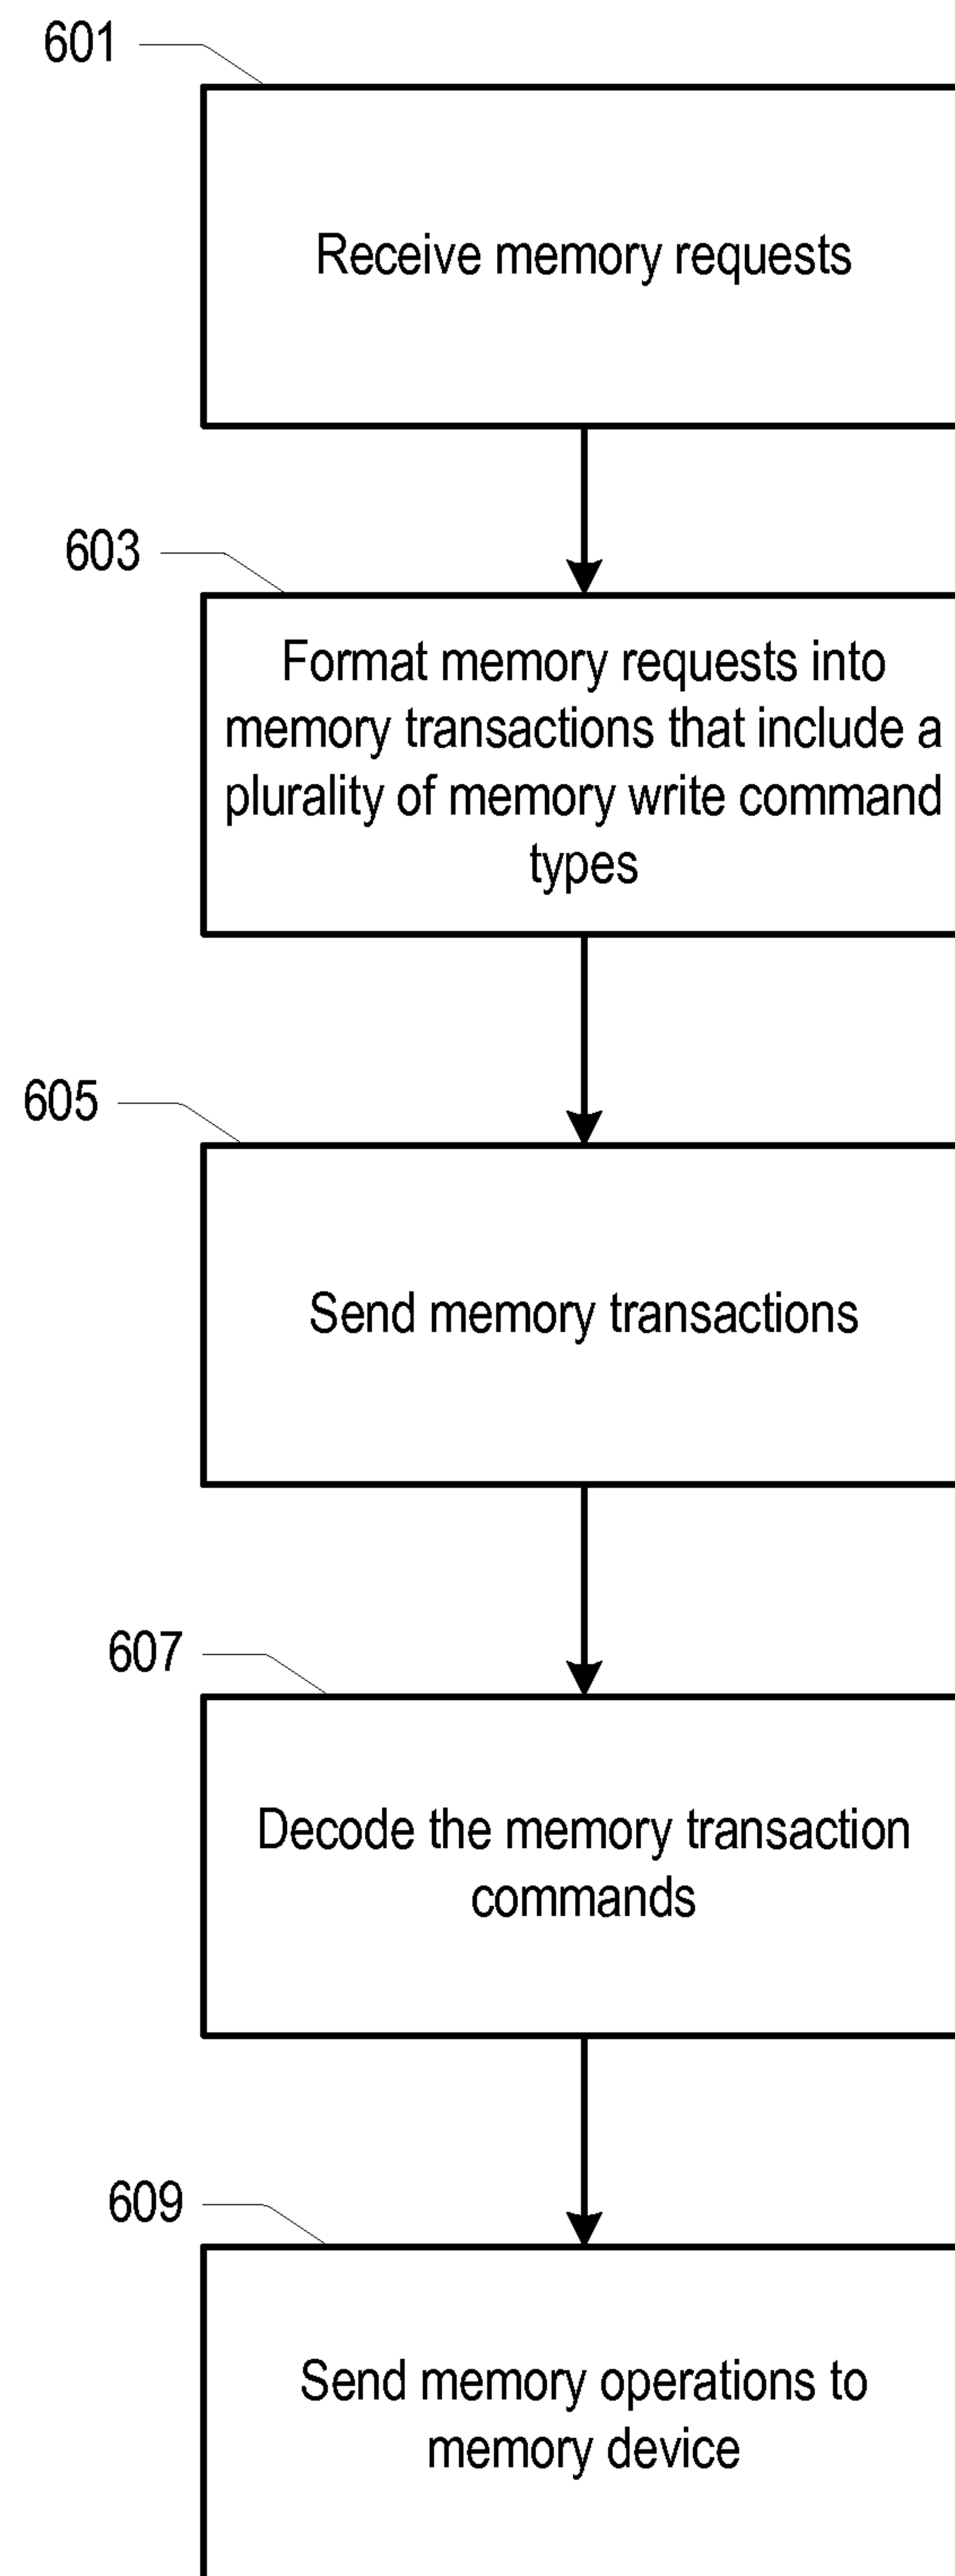 601
Receive memory requests
603
Format memory requests into
memory transactions that include a
plurality of memory write command
types
605
Send memory transactions
607
Decode the memory transaction
commands
609
Send memory operations to
memory device